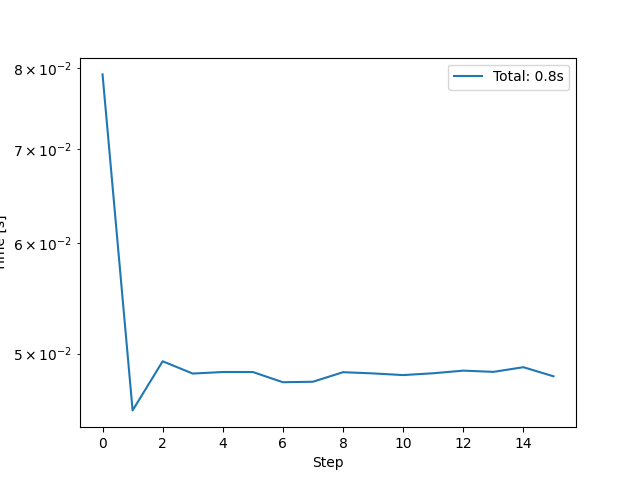 Total: 0.8s
8 × 10⁻²
7 × 10⁻²
6 × 10⁻²
5 × 10⁻²
Time [s]
0 2 4 6 8 10 12 14
Step